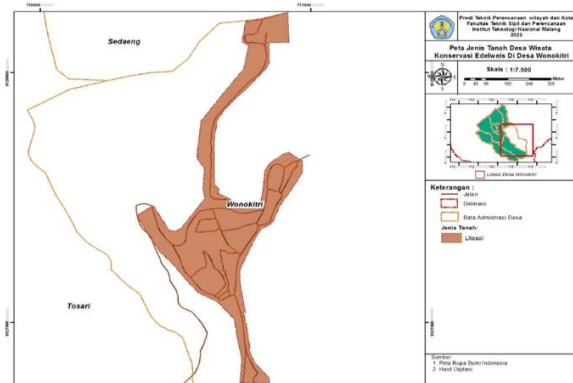 Prodi Teknik Perencanaan wilayah dan Kota
Fakultas Teknik Sipil dan Perencanaan
Institut Teknologi Nasional Malang
2023
Peta Jenis Tanah Desa Wisata
Konservasi Edelweis Di Desa Wonokitri
Skala : 1:7.500
Meter
Lokasi Desa Wonokitri
Keterangan :
Jalan
Delinasi
Bata Admistrasi Desa
Jenis Tanah:
Litosol
Sumber
1. Peta Rupa Bumi Indonesia
2. Hasil Digitasi
Sedaeng
Wonokitri
Tosari